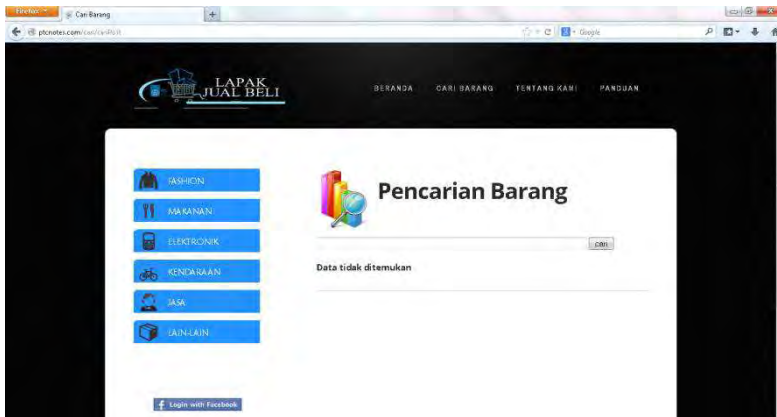 Firefox
Cari Barang
ptcnotes.com/cari/cariPost
Google
LAPAK
JUAL BELI
BERANDA CARI BARANG TENTANG KAMI PANDUAN
FASHION
MAKANAN
ELEKTRONIK
KENDARAAN
JASA
LAIN-LAIN
Pencarian Barang
cari
Data tidak ditemukan
Login with Facebook